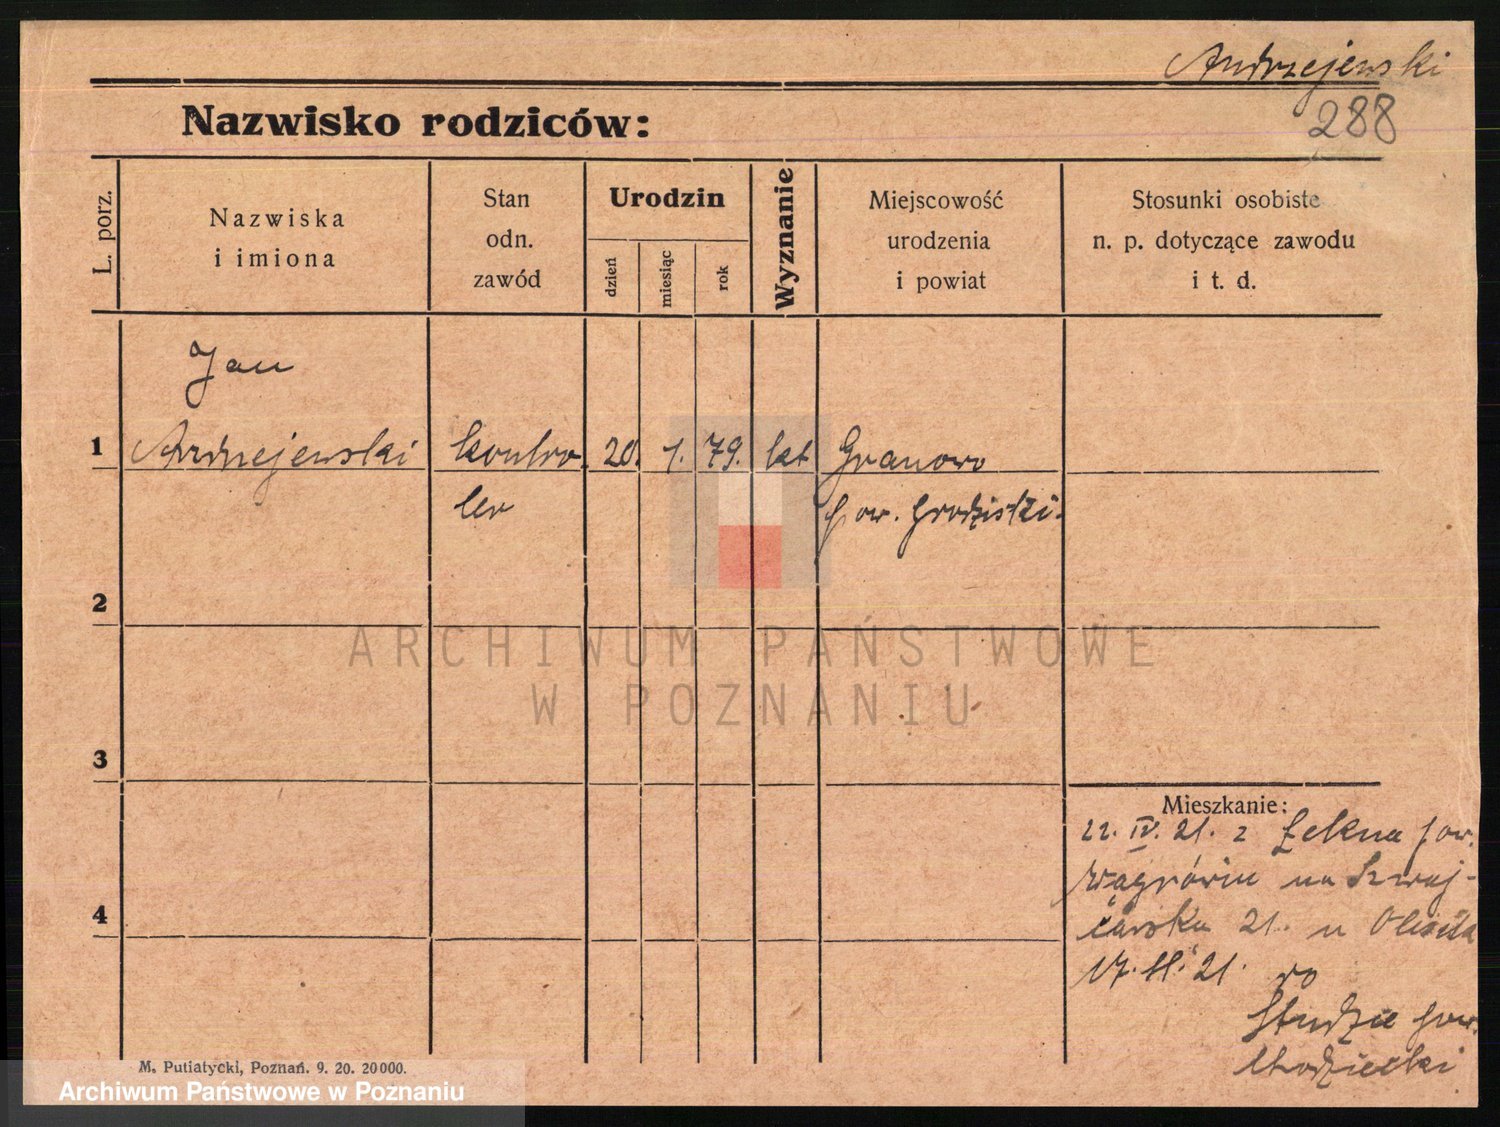 Andrzejewski
288
Nazwisko rodziców:
L. porz.
Nazwiska
i imiona
Stan
odn.
zawód
Urodzin
dzień
miesiąc
rok
Wyznanie
Miejscowość
urodzenia
i powiat
Stosunki osobiste
n. p. dotyczące zawodu
i t. d.
Jan
1 Andrzejewski kontro 20. 1. 79. kat Granowo
ler pow. Grodziski.
2
ARCHIWUM PAŃSTWOWE
W POZNANIU
3
Mieszkanie:
22. IV. 21. z Łekna pow.
Wągrówiec na Szwaj-
carska 21. u
17. 11. 21.
pow.
Chodzieski
4
M. Putiatycki, Poznań. 9. 20. 20000.
Archiwum Państwowe w Poznaniu